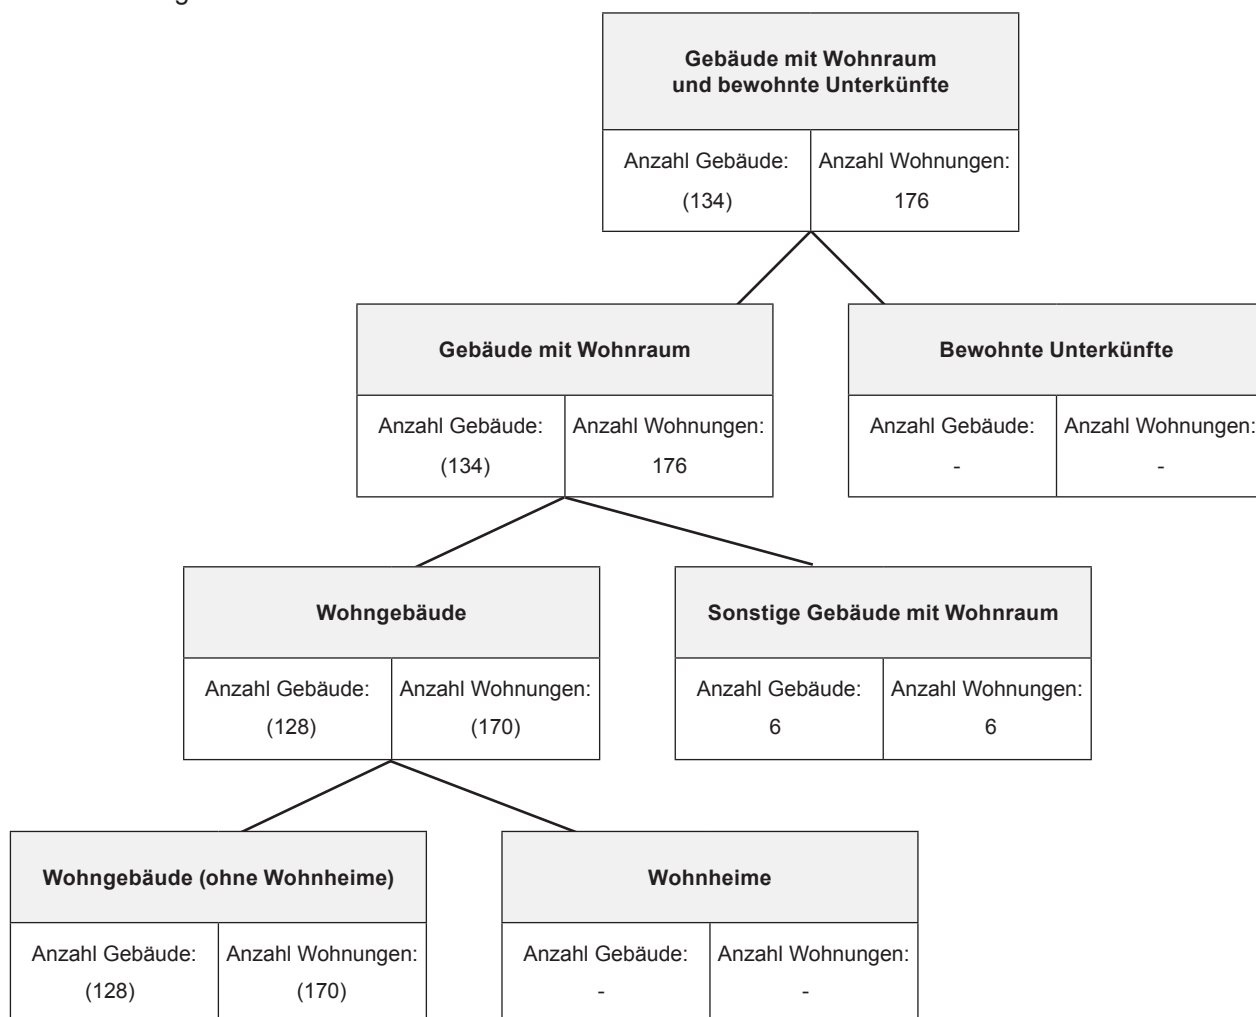 Gebäude mit Wohnraum
und bewohnte Unterkünfte
Anzahl Gebäude: Anzahl Wohnungen:
(134) 176
Gebäude mit Wohnraum
Anzahl Gebäude: Anzahl Wohnungen:
(134) 176
Bewohnte Unterkünfte
Anzahl Gebäude: Anzahl Wohnungen:
- -
Wohngebäude
Anzahl Gebäude: Anzahl Wohnungen:
(128) (170)
Sonstige Gebäude mit Wohnraum
Anzahl Gebäude: Anzahl Wohnungen:
6 6
Wohngebäude (ohne Wohnheime)
Anzahl Gebäude: Anzahl Wohnungen:
(128) (170)
Wohnheime
Anzahl Gebäude: Anzahl Wohnungen:
- -